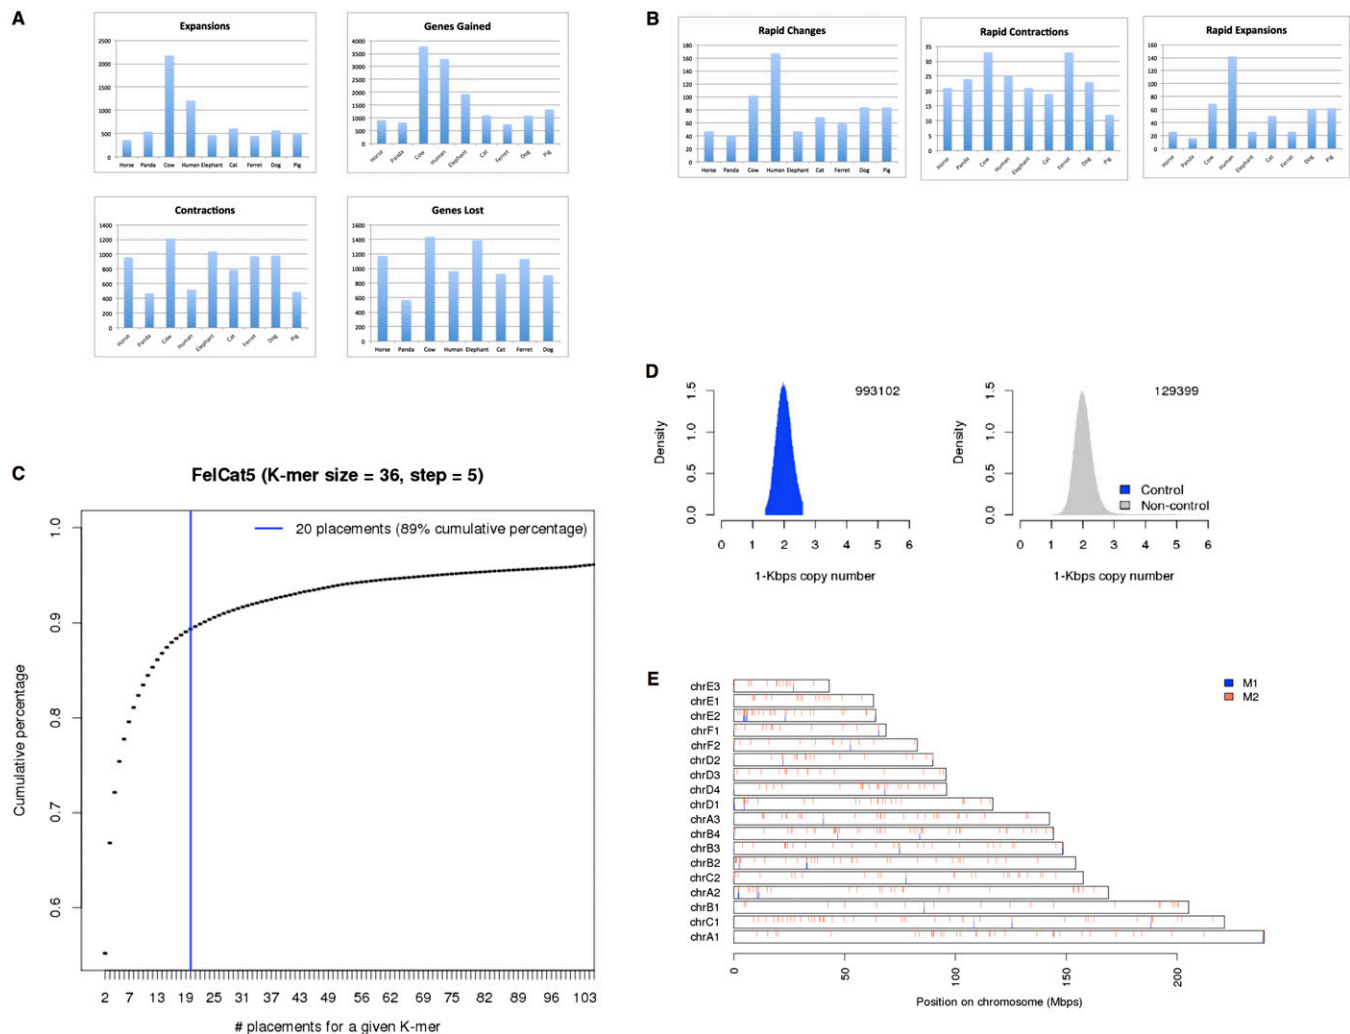 A
Expansions
2500
2000
1500
1000
500
0
Horse Panda Cow Human Elephant Cat Ferret Dog Pig
Genes Gained
4000
3500
3000
2500
2000
1500
1000
500
0
Horse Panda Cow Human Elephant Cat Ferret Dog Pig
Contractions
1400
1200
1000
800
600
400
200
0
Horse Panda Cow Human Elephant Cat Ferret Dog Pig
Genes Lost
1400
1200
1000
800
600
400
200
0
Horse Panda Cow Human Elephant Cat Ferret Dog
B
Rapid Changes
180
160
140
120
100
80
60
40
20
0
Horse Panda Cow Human Elephant Cat Ferret Dog Pig
Rapid Contractions
35
30
25
20
15
10
5
0
Horse Panda Cow Human Elephant Cat Ferret Dog Pig
Rapid Expansions
160
140
120
100
80
60
40
20
0
Horse Panda Cow Human Elephant Cat Ferret Dog Pig
C
FelCat5 (K-mer size = 36, step = 5)
20 placements (89% cumulative percentage)
Cumulative percentage
1.0
0.9
0.8
0.7
0.6
2 7 13 19 25 31 37 43 49 55 62 69 76 83 89 96 103
# placements for a given K-mer
D
993102
Density
1.5
1.0
0.5
0.0
0 1 2 3 4 5 6
1-Kbps copy number
129399
Density
1.5
1.0
0.5
0.0
Control
Non-control
0 1 2 3 4 5 6
1-Kbps copy number
E
M1
M2
chrE3
chrE1
chrE2
chrF1
chrF2
chrD2
chrD3
chrD4
chrD1
chrA3
chrB4
chrB3
chrB2
chrC2
chrA2
chrB1
chrC1
chrA1
0 50 100 150 200
Position on chromosome (Mbps)